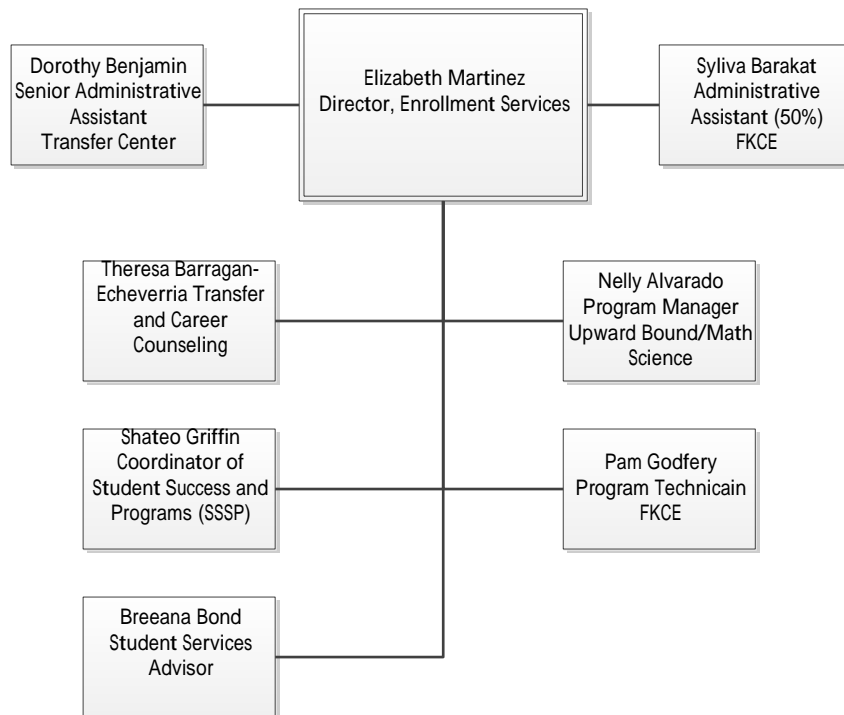 Dorothy Benjamin
Senior Administrative
Assistant
Transfer Center
Elizabeth Martinez
Director, Enrollment Services
Syliva Barakat
Administrative
Assistant (50%)
FKCE
Theresa Barragan-
Echeverria Transfer
and Career
Counseling
Nelly Alvarado
Program Manager
Upward Bound/Math
Science
Shateo Griffin
Coordinator of
Student Success and
Programs (SSSP)
Pam Godfery
Program Technicain
FKCE
Breeana Bond
Student Services
Advisor